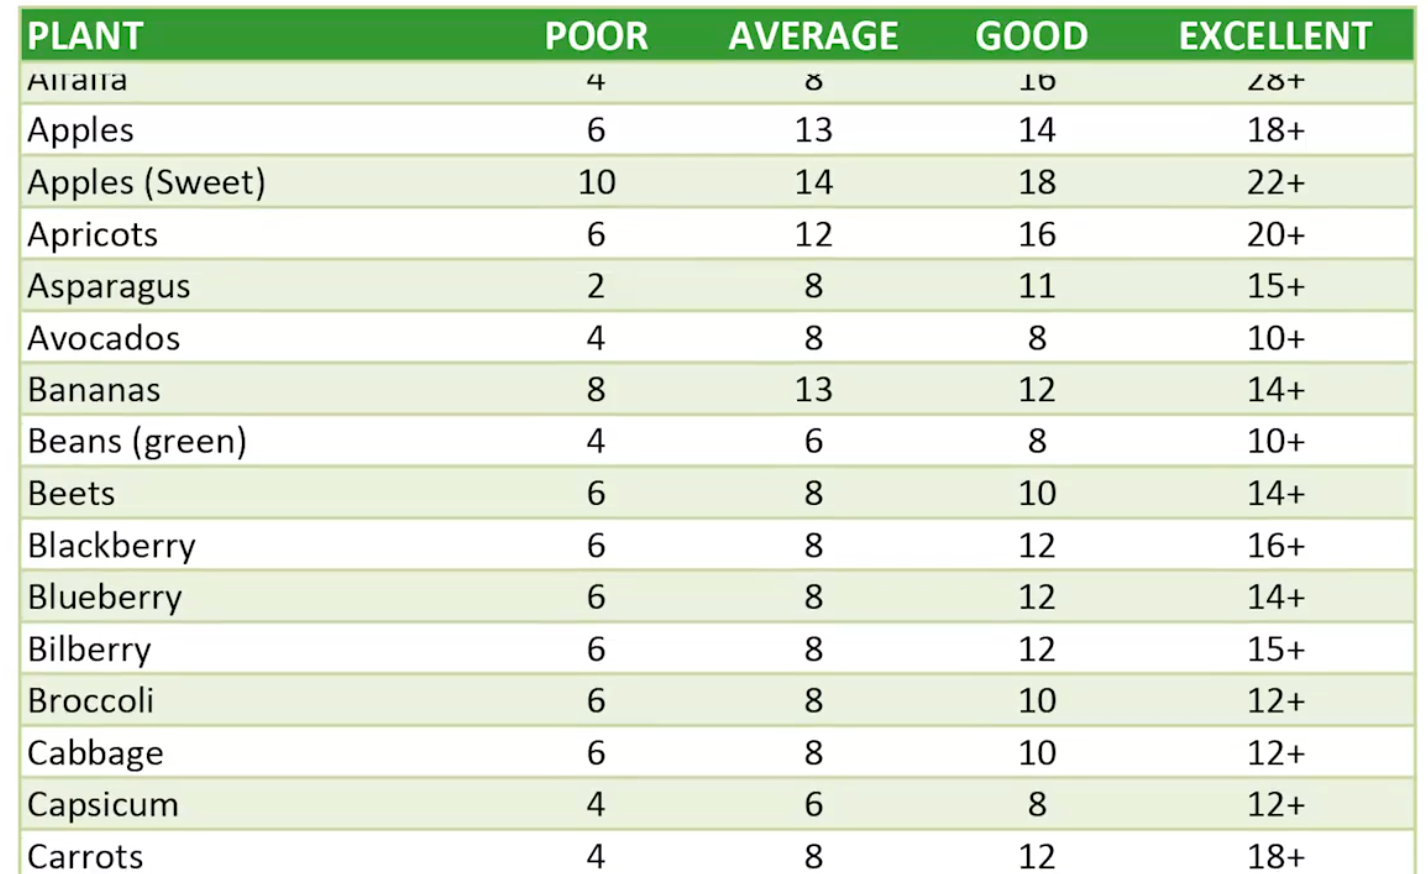 PLANT POOR AVERAGE GOOD EXCELLENT
Alfalfa 4 8 16 28+
Apples 6 13 14 18+
Apples (Sweet) 10 14 18 22+
Apricots 6 12 16 20+
Asparagus 2 8 11 15+
Avocados 4 8 8 10+
Bananas 8 13 12 14+
Beans (green) 4 6 8 10+
Beets 6 8 10 14+
Blackberry 6 8 12 16+
Blueberry 6 8 12 14+
Bilberry 6 8 12 15+
Broccoli 6 8 10 12+
Cabbage 6 8 10 12+
Capsicum 4 6 8 12+
Carrots 4 8 12 18+